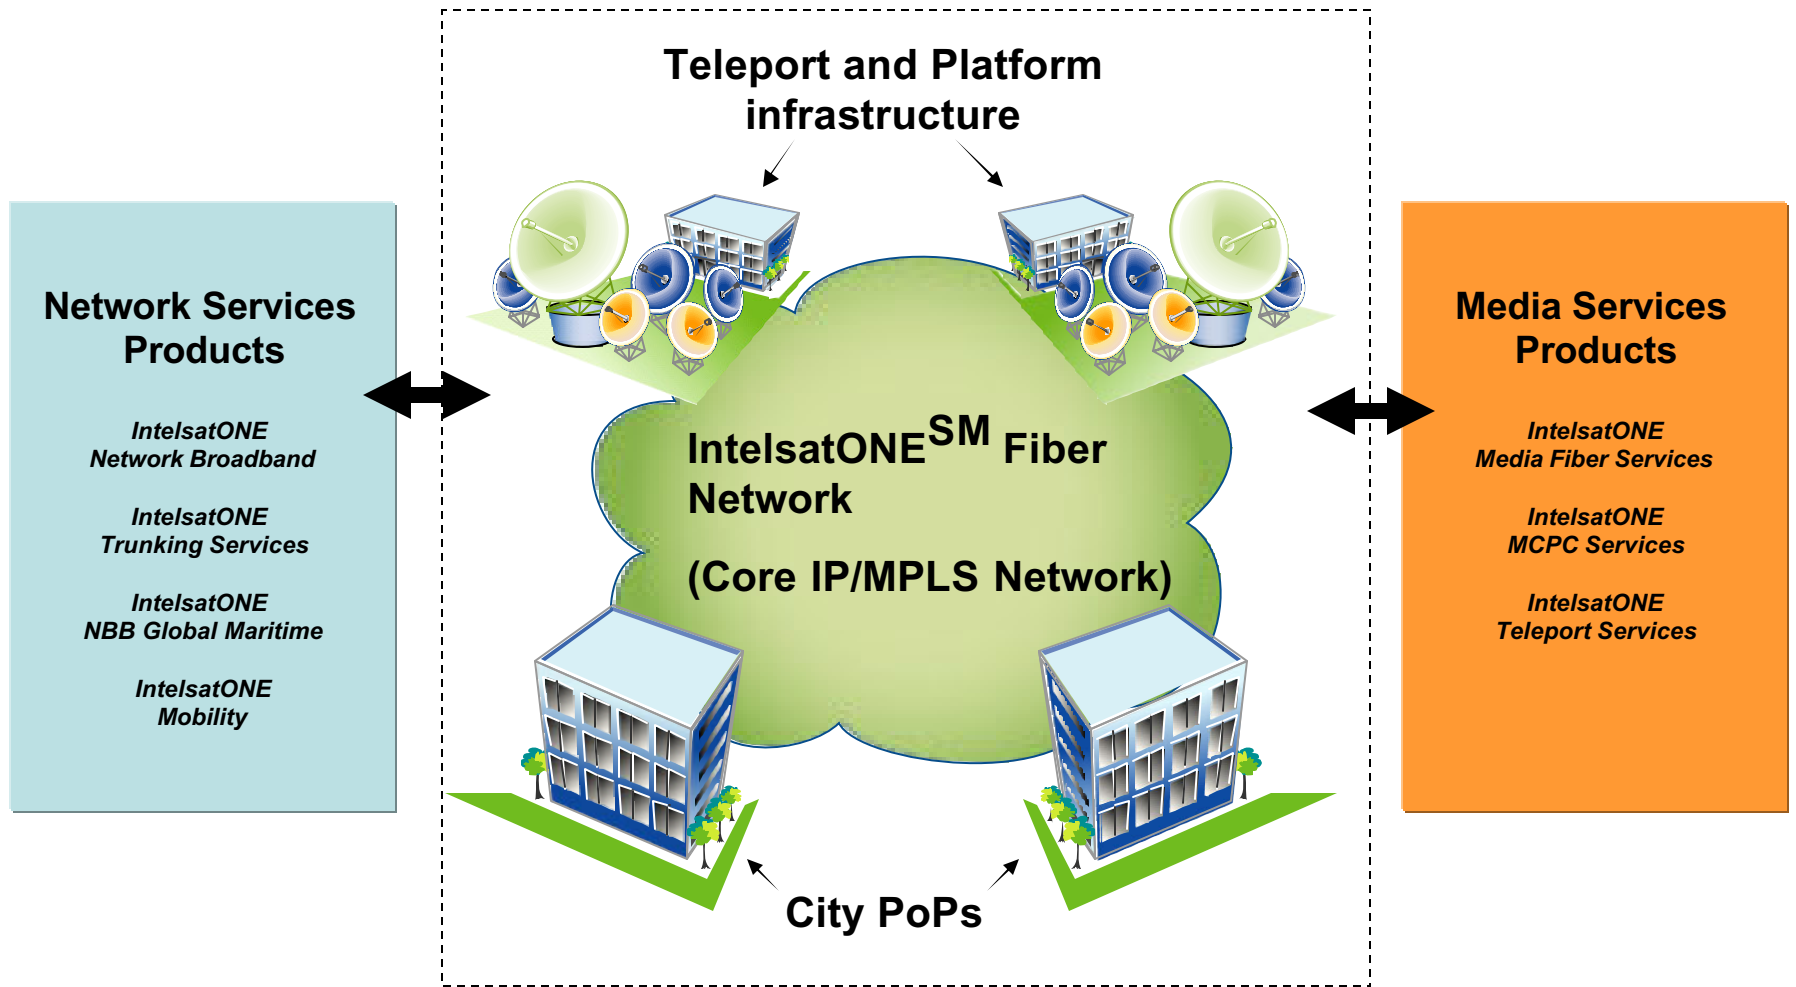 Teleport and Platform
infrastructure
Network Services
Products
IntelsatONE
Network Broadband
IntelsatONE
Trunking Services
IntelsatONE
NBB Global Maritime
IntelsatONE
Mobility
IntelsatONE SM Fiber
Network
(Core IP/MPLS Network)
City PoPs
Media Services
Products
IntelsatONE
Media Fiber Services
IntelsatONE
MCPC Services
IntelsatONE
Teleport Services